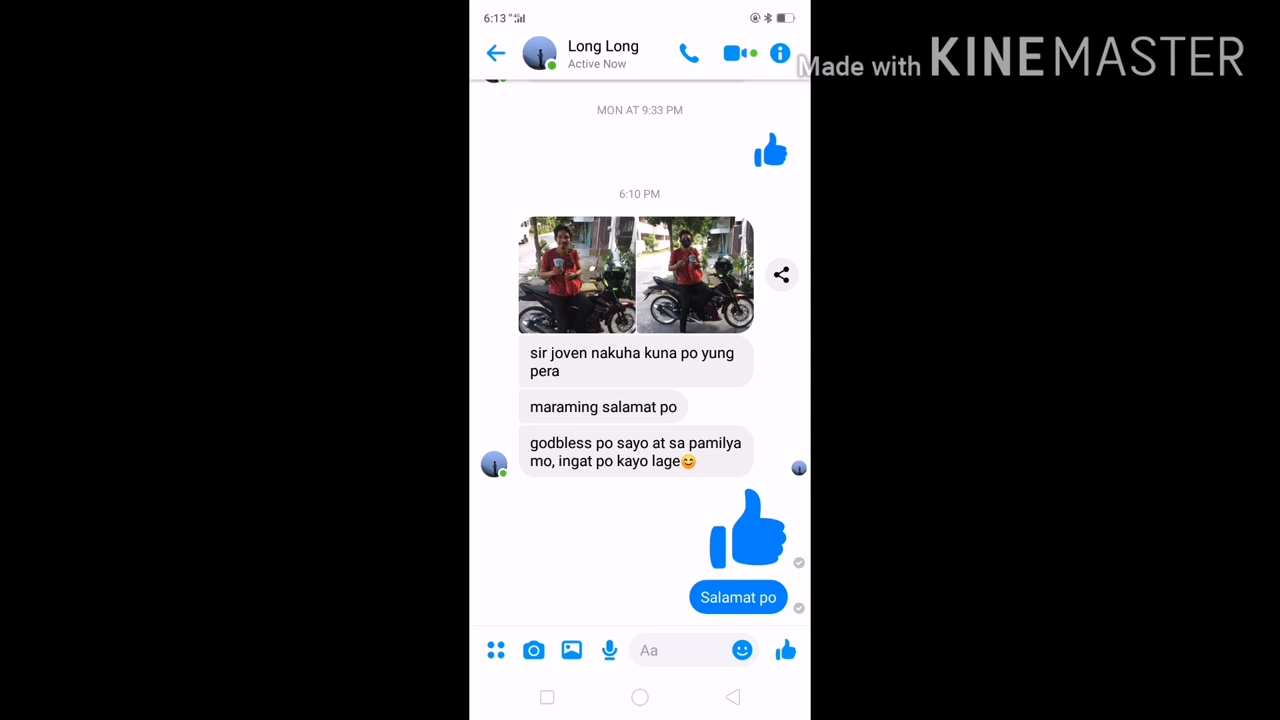 6:13
Long Long
Active Now
Made with KINEMASTER
MON AT 9:33 PM
6:10 PM
sir joven nakuha kuna po yung
pera
maraming salamat po
godbless po sayo at sa pamilya
mo, ingat po kayo lage😊
Salamat po
Aa